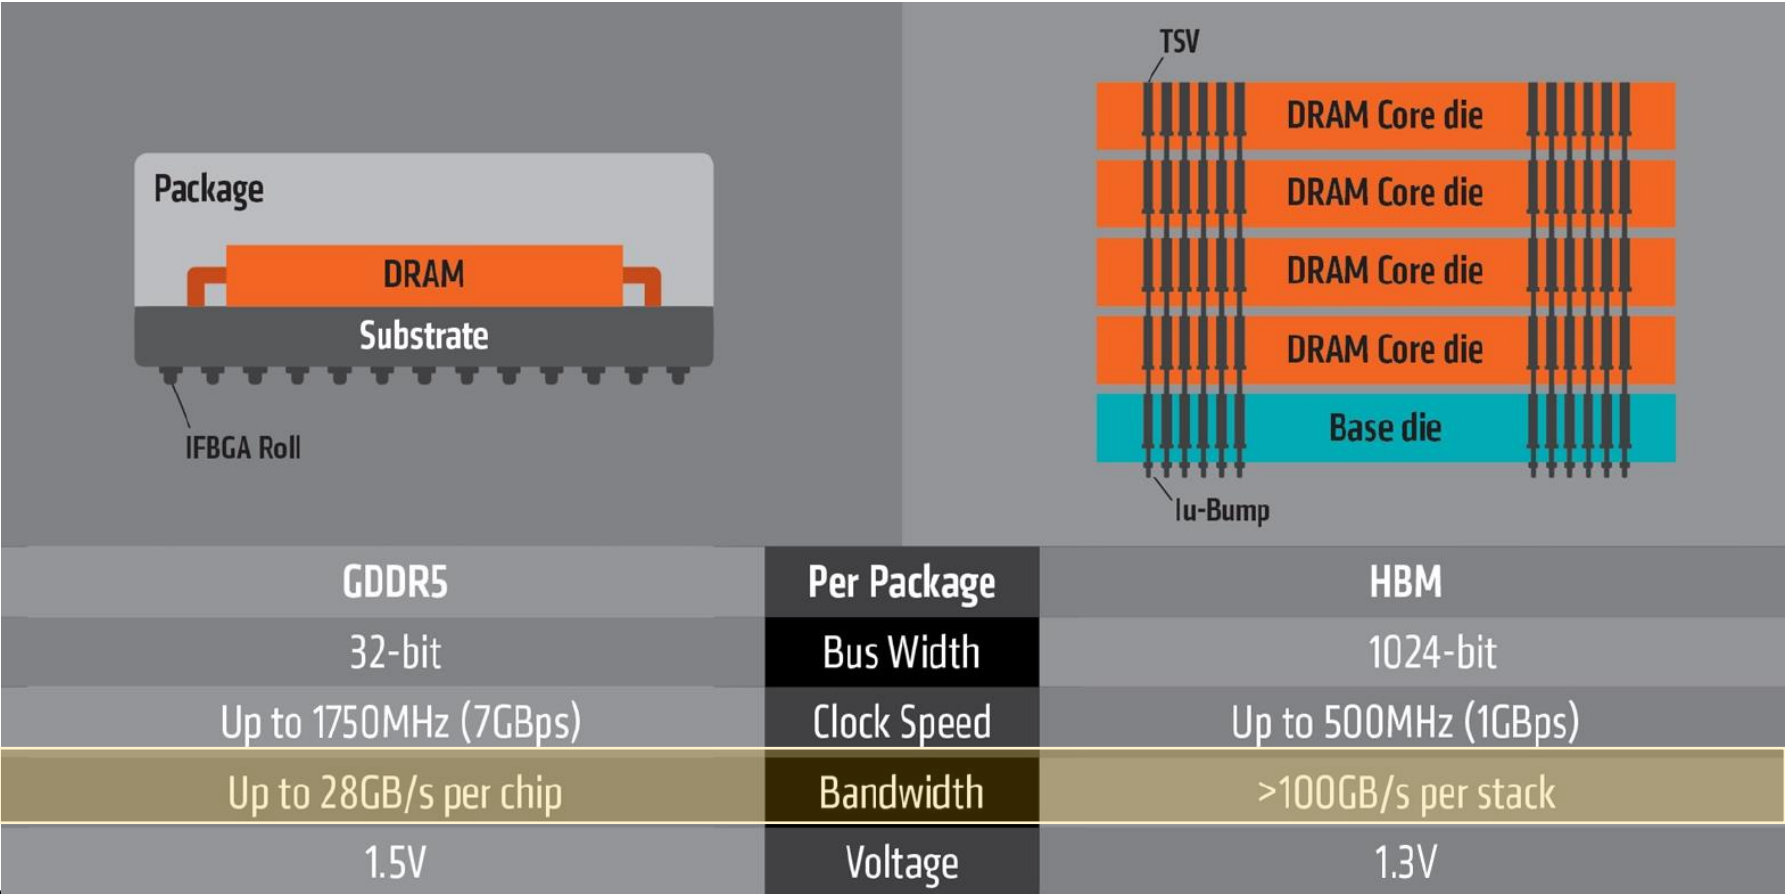 TSV
DRAM Core die
DRAM Core die
DRAM Core die
DRAM Core die
Base die
Iu-Bump
Package
DRAM
Substrate
IFBGA Roll
GDDR5 Per Package HBM
32-bit Bus Width 1024-bit
Up to 1750MHz (7GBps) Clock Speed Up to 500MHz (1GBps)
Up to 28GB/s per chip Bandwidth >100GB/s per stack
1.5V Voltage 1.3V